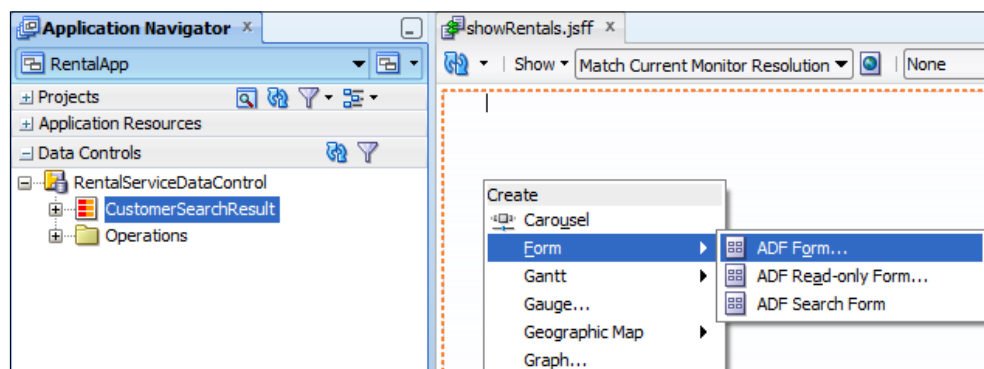 Application Navigator
showRentals.jsff
RentalApp
Show
Match Current Monitor Resolution
None
Projects
Application Resources
Data Controls
RentalServiceDataControl
CustomerSearchResult
Operations
Create
Carousel
Form
Gantt
Gauge...
Geographic Map
Graph...
ADF Form...
ADF Read-only Form...
ADF Search Form